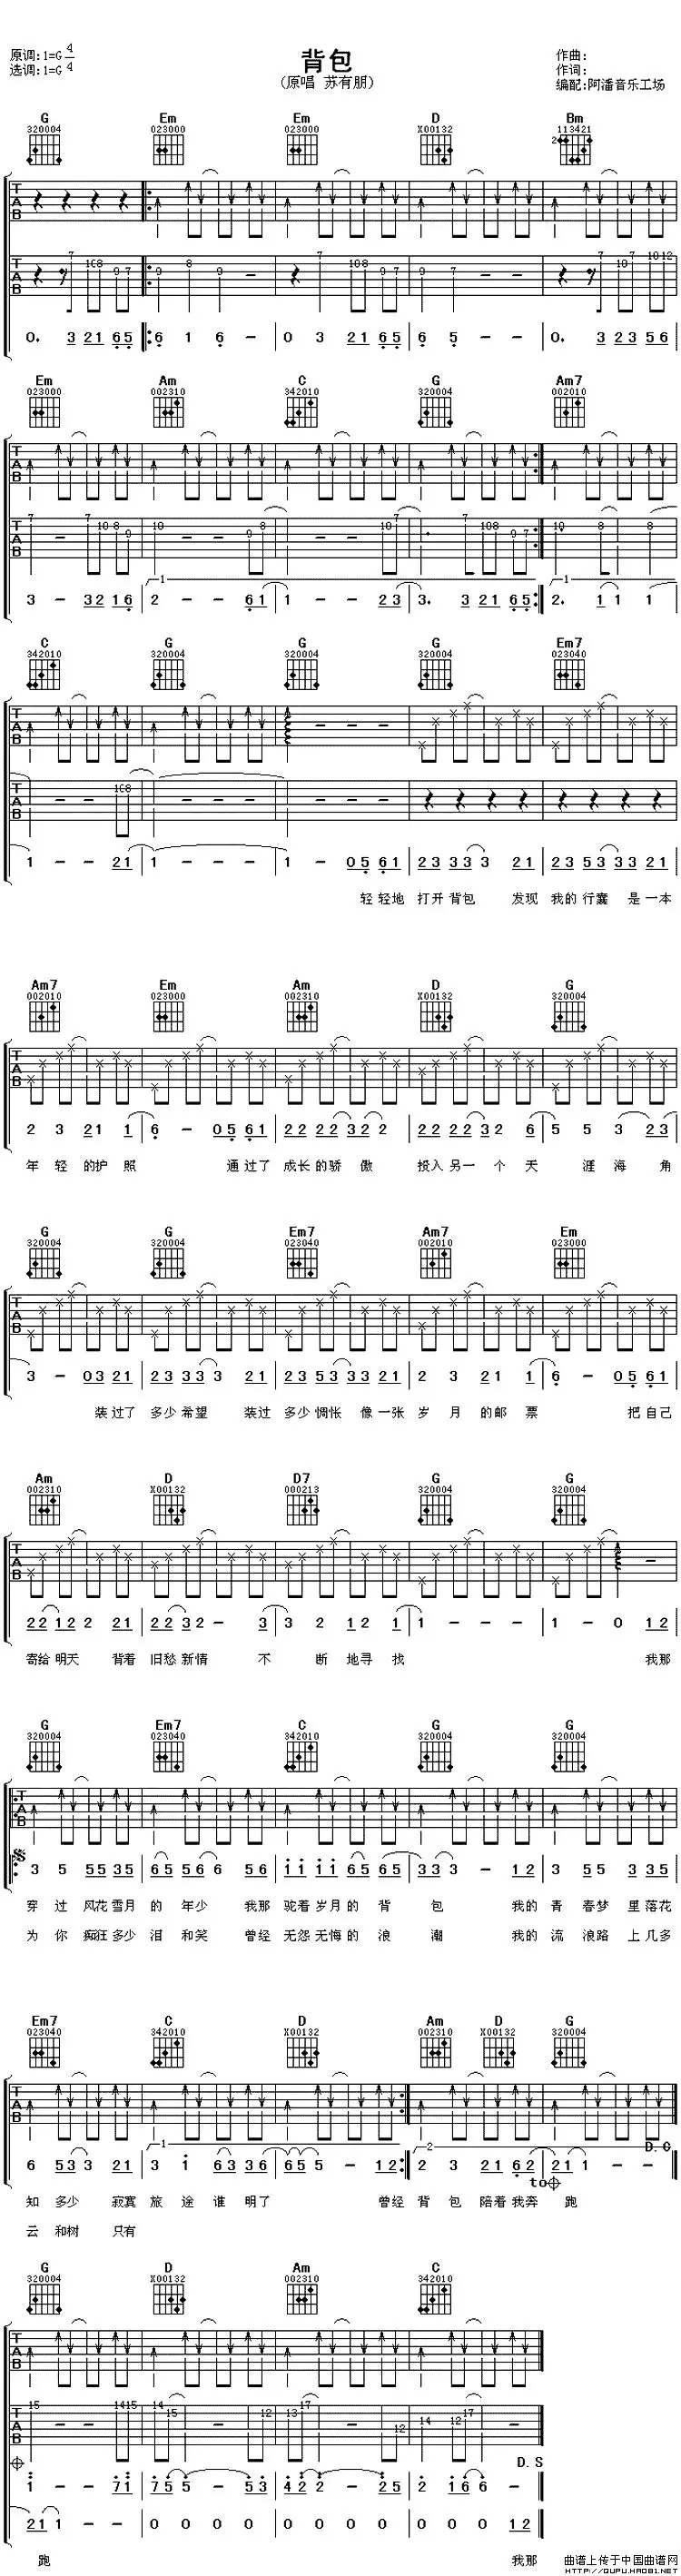 原调:1=G 4/4
选调:1=G
背包
(原唱 苏有朋)
作曲:
作词:
编配:阿潘音乐工场
G Em Em D Bm
320004 023000 023000 X00132 113421
0. 3 21 65 6 1 6 - 0 3 21 65 6 5 - - 0. 3 23 56
Em Am C G Am7
023000 002310 342010 320004 002010
3 - - 32 16 2 - - 61 1 - - 23 3. 3 21 65 2. 1 1 1
C G G G Em7
342010 320004 320004 320004 023040
1 - - 21 1 - - - 1 - 05 61 23 33 3 21 23 53 33 21
轻轻地 打开背包 发现 我的行囊 是一本
Am7 Em Am D G
002010 023000 002310 X00132 320004
2 3 21 1 6 - 05 61 22 22 32 2 22 22 32 6 5 5 3 23
年轻的护照 通过了 成长的骄傲 投入另一个天涯海角
G G Em7 Am7 Em
320004 320004 023040 002010 023000
3 - 03 21 23 33 3 21 23 53 33 21 2 3 21 1 6 - 05 61
装过了 多少希望 装过 多少惆怅 像一张 岁月的邮票 把自己
Am D D7 G G
002310 X00132 000213 320004 320004
22 12 2 21 22 32 - 3 3 2 12 1 1 - - - 1 - 0 12
寄给明天 背着 旧愁新情 不断地寻找 我那
G Em7 C G G
320004 023040 342010 320004 320004
3 5 55 35 65 56 6 56 11 11 65 65 33 3 - 12 3 55 5 3 35
穿过风花雪月的年少 我那驼着岁月的背包 我的青春梦里落花
为你痴狂多少泪和笑 曾经无怨无悔的浪潮 我的流浪路上几多
Em7 C D Am D G
023040 342010 X00132 002310 X00132 320004
D.C
6 53 3 21 3 1 63 36 65 5 - 12 2 3 21 62 21 1 - -
to
知多少 寂寞旅途谁明了 曾经 背包陪着我奔跑
云和树 只有
G D Am C
320004 X00132 002310 342010
D.S
1 - - 71 75 5 - 53 42 2 - 25 2 16 6 -
21 1 - - 0 0 0 0 0 0 0 0 0 0 0 12
跑 我那
曲谱上传于中国曲谱网
HTTP://QUPU.HAO81.NET